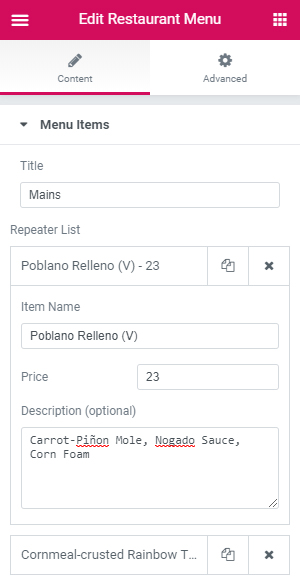 Edit Restaurant Menu
Content
Advanced
Menu Items
Title
Mains
Repeater List
Poblano Relleno (V) - 23
Item Name
Poblano Relleno (V)
Price
23
Description (optional)
Carrot-Piñon Mole, Nogado Sauce,
Corn Foam
Cornmeal-crusted Rainbow T...